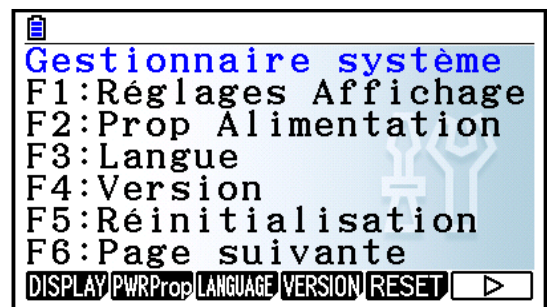 Gestionnaire système
F1:Réglages Affichage
F2:Prop Alimentation
F3:Langue
F4:Version
F5:Réinitialisation
F6:Page suivante
DISPLAY PWRProp LANGUAGE VERSION RESET ▷